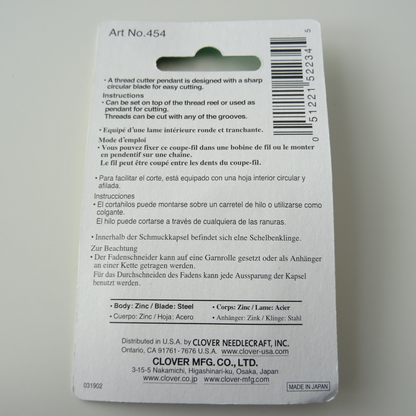 Art No.454
• A thread cutter pendant is designed with a sharp
circular blade for easy cutting.
Instructions
• Can be set on top of the thread reel or used as
pendant for cutting.
Threads can be cut with any of the grooves.
• Equipé d'une lame intérieure ronde et tranchante.
Mode d'emploi
• Vous pouvez fixer ce coupe-fil dans une bobine de fil ou le monter
en pendentif sur une chaîne.
Le fil peut être coupé entre les dents du coupe-fil.
• Para facilitar el corte, está equipado con una hoja interior circular y
afilada.
Instrucciones
• El cortahilos puede montarse sobre un carretel de hilo o utilizarse como
colgante.
El hilo puede cortarse a través de cualquiera de las ranuras.
• Innerhalb der Schmuckkapsel befindet sich eine Scheibenklinge.
Zur Beachtung
• Der Fadenschneider kann auf eine Garnrolle gesetzt oder als Anhänger
an einer Kette getragen werden.
Für das Durchschneiden des Fadens kann jede Aussparung der Kapsel
benutzt werden.
• Body: Zinc / Blade: Steel
• Corps: Zinc / Lame: Acier
• Cuerpo: Zinc / Hoja: Acero
• Anhänger: Zink / Klinge: Stahl
Distributed in U.S.A. by CLOVER NEEDLECRAFT, INC.
Ontario, CA 91761-7676 U.S.A. www.clover-usa.com
CLOVER MFG. CO., LTD.
3-15-5 Nakamichi, Higashinari-ku, Osaka, Japan
www.clover.co.jp www.clover-mfg.com
031902
MADE IN JAPAN
0 51221 52234 5